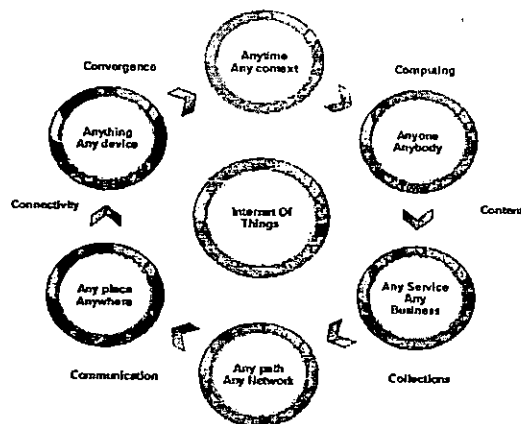 Anytime
Any context
Convergence
Computing
Anything
Any device
Anyone
Anybody
Connectivity
Internet Of
Things
Content
Any place
Anywhere
Any Service
Any
Business
Communication
Any path
Any Network
Collections